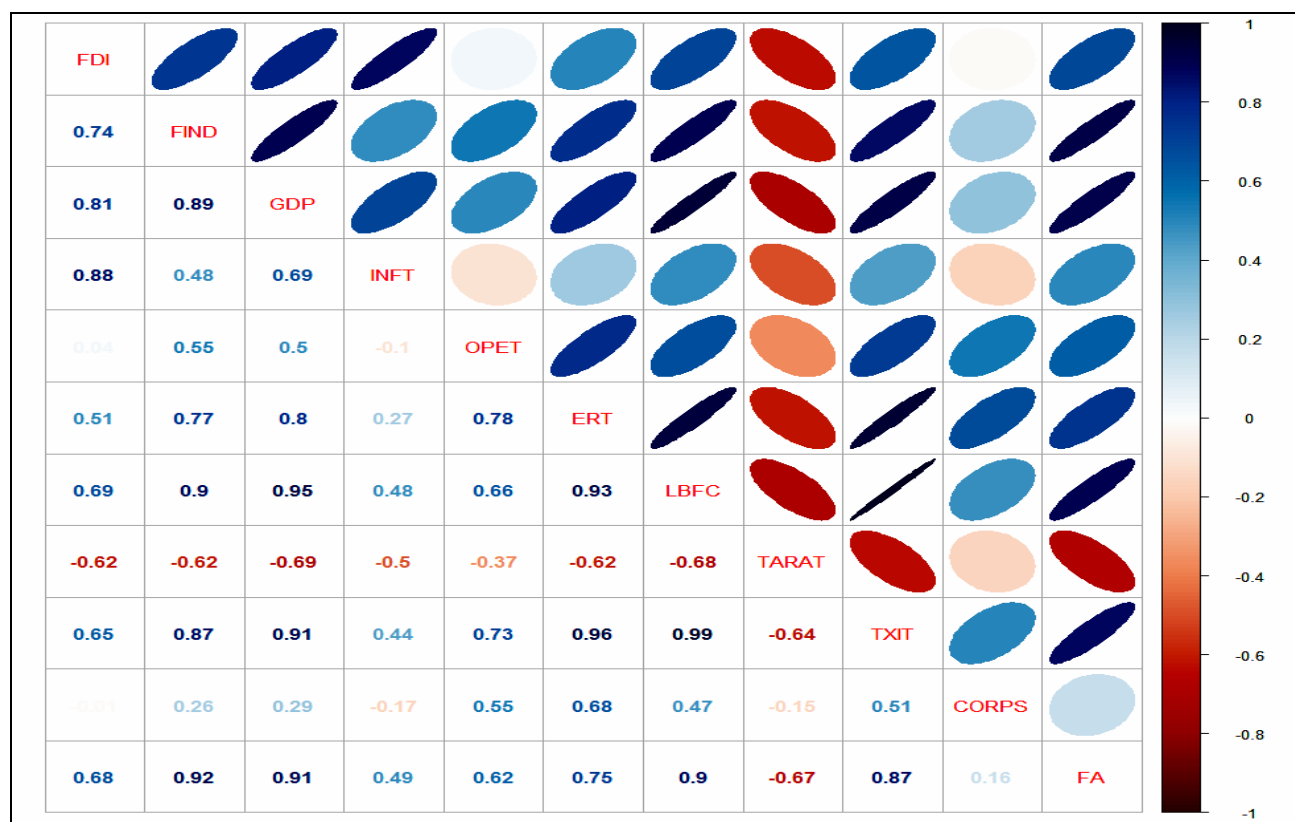 FDI
0.74 FIND
0.81 0.89 GDP
0.88 0.48 0.69 INFT
0.04 0.55 0.5 -0.1 OPET
0.51 0.77 0.8 0.27 0.78 ERT
0.69 0.9 0.95 0.48 0.66 0.93 LBFC
-0.62 -0.62 -0.69 -0.5 -0.37 -0.62 -0.68 TARAT
0.65 0.87 0.91 0.44 0.73 0.96 0.99 -0.64 TXIT
-0.01 0.26 0.29 -0.17 0.55 0.68 0.47 -0.15 0.51 CORPS
0.68 0.92 0.91 0.49 0.62 0.75 0.9 -0.67 0.87 0.16 FA
1
0.8
0.6
0.4
0.2
0
-0.2
-0.4
-0.6
-0.8
-1